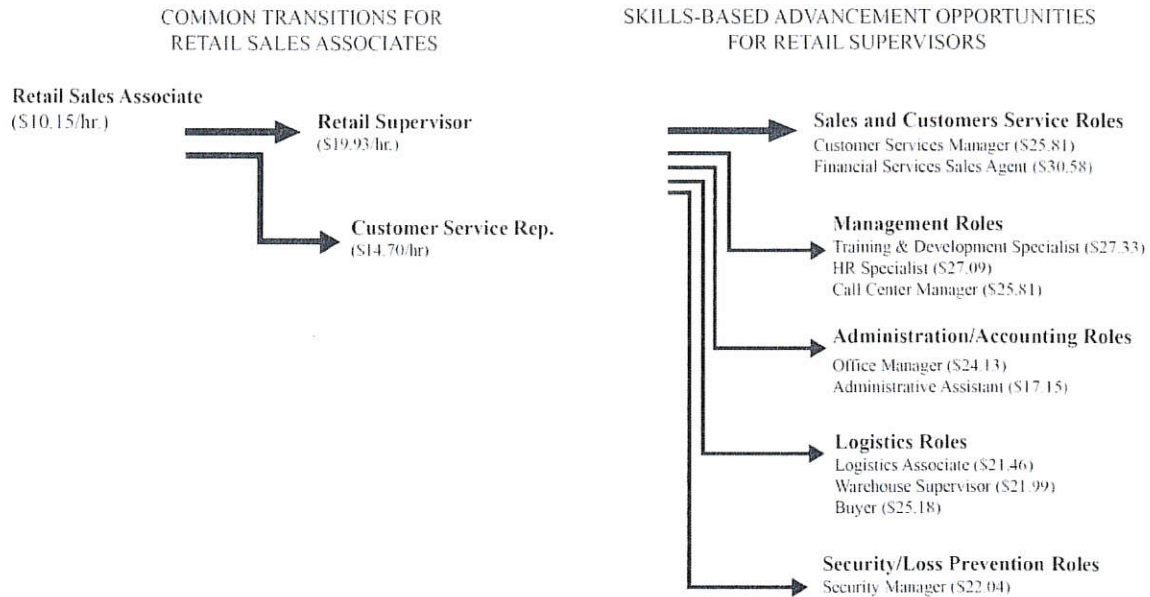 COMMON TRANSITIONS FOR
RETAIL SALES ASSOCIATES
Retail Sales Associate
($10.15/hr.)
Retail Supervisor
($19.93/hr.)
Customer Service Rep.
($14.70/hr)
SKILLS-BASED ADVANCEMENT OPPORTUNITIES
FOR RETAIL SUPERVISORS
Sales and Customers Service Roles
Customer Services Manager ($25.81)
Financial Services Sales Agent ($30.58)
Management Roles
Training & Development Specialist ($27.33)
HR Specialist ($27.09)
Call Center Manager ($25.81)
Administration/Accounting Roles
Office Manager ($24.13)
Administrative Assistant ($17.15)
Logistics Roles
Logistics Associate ($21.46)
Warehouse Supervisor ($21.99)
Buyer ($25.18)
Security/Loss Prevention Roles
Security Manager ($22.04)